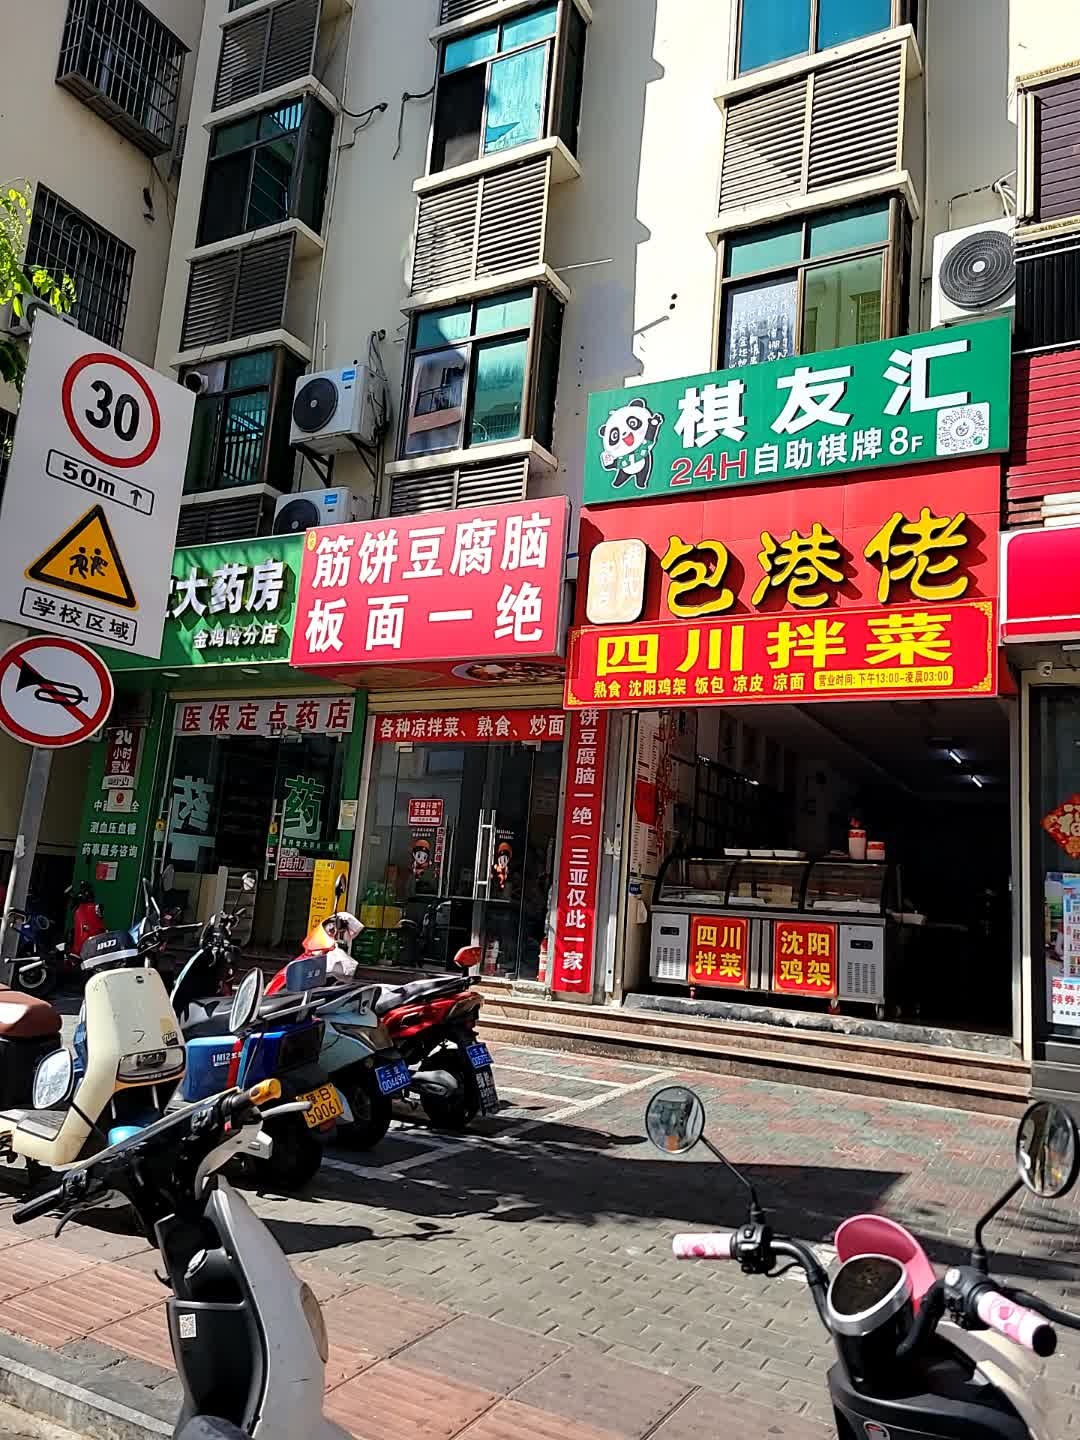 30
50m ↑
学校区域
大药房
金鸡岭分店
医保定点药店
24
小时
营业
测血压血糖
药事服务咨询
药
筋饼豆腐脑
板面一绝
各种凉拌菜、熟食、炒面
饼豆腐脑一绝（三亚仅此一家）
棋友汇
24H自助棋牌8F
包港佬
四川拌菜
熟食 沈阳鸡架 饭包 凉皮 凉面
营业时间:下午13:00-凌晨03:00
四川
拌菜
沈阳
鸡架
1M12
004499
5006